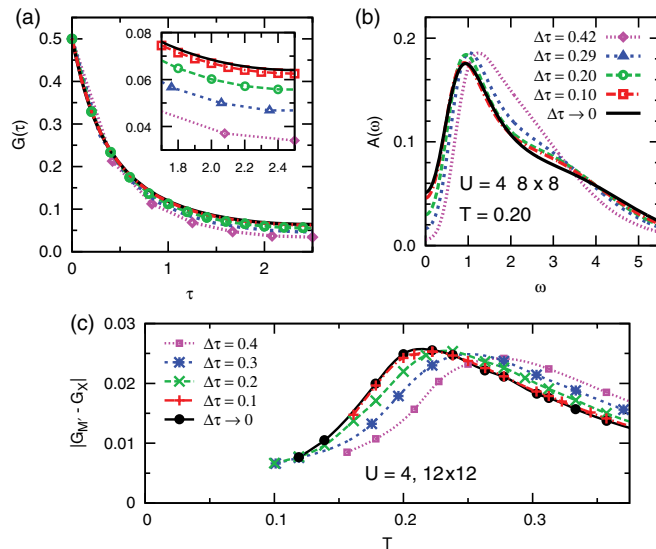 (a)
G(τ)
0.5
0.4
0.3
0.2
0.1
0.0
0
1
2
τ
0.08
0.06
0.04
1.8
2.0
2.2
2.4
(b)
A(ω)
0.2
0.1
0.0
0
1
2
3
4
5
ω
Δτ = 0.42
Δτ = 0.29
Δτ = 0.20
Δτ = 0.10
Δτ → 0
U = 4 8 x 8
T = 0.20
(c)
|G_M' - G_X|
0.03
0.02
0.01
0
0
0.1
0.2
0.3
T
Δτ = 0.4
Δτ = 0.3
Δτ = 0.2
Δτ = 0.1
Δτ → 0
U = 4, 12x12